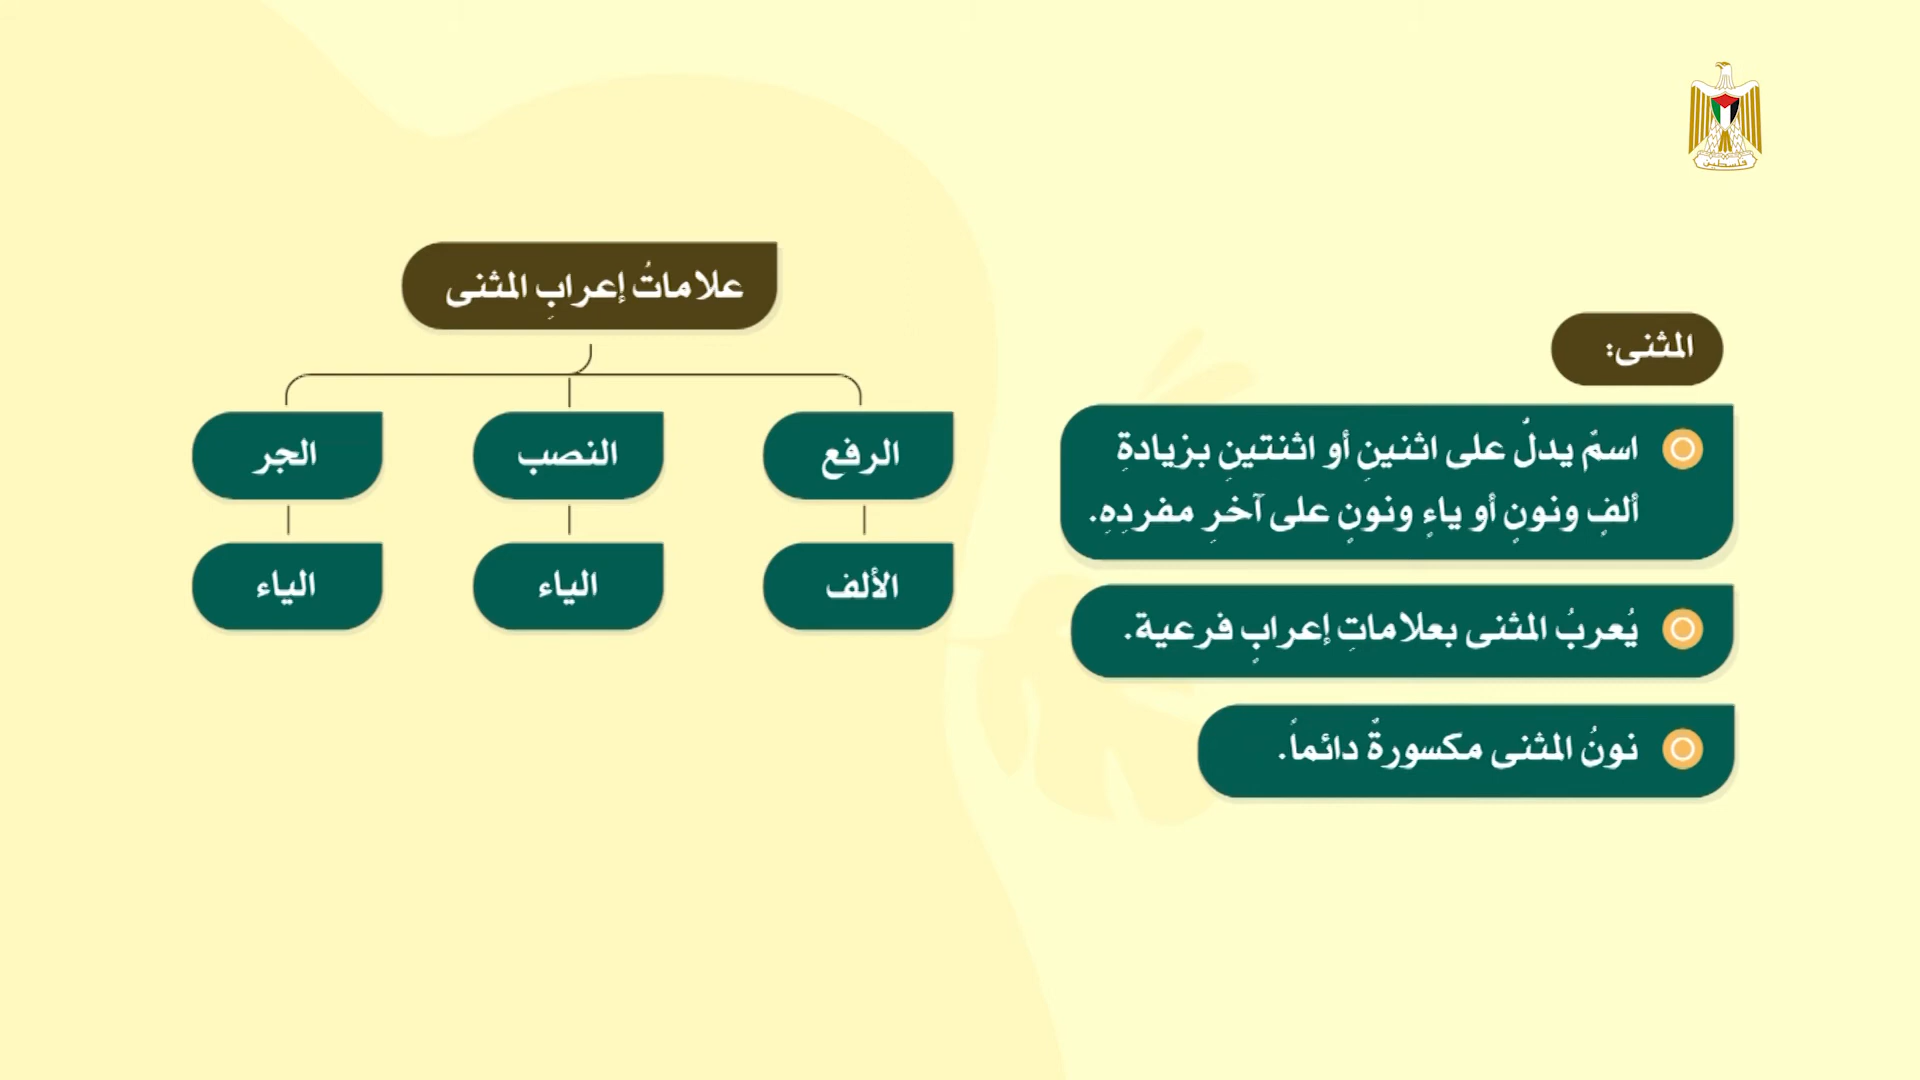 فلسطين
المثنى:
اسمٌ يدلُ على اثنينِ أو اثنتينِ بزيادةِ
ألفٍ ونونٍ أو ياءٍ ونونٍ على آخرِ مفردِهِ.
يُعربُ المثنى بعلاماتِ إعرابٍ فرعية.
نونُ المثنى مكسورةٌ دائماً.
علاماتُ إعرابِ المثنى
الرفع
النصب
الجر
الألف
الياء
الياء